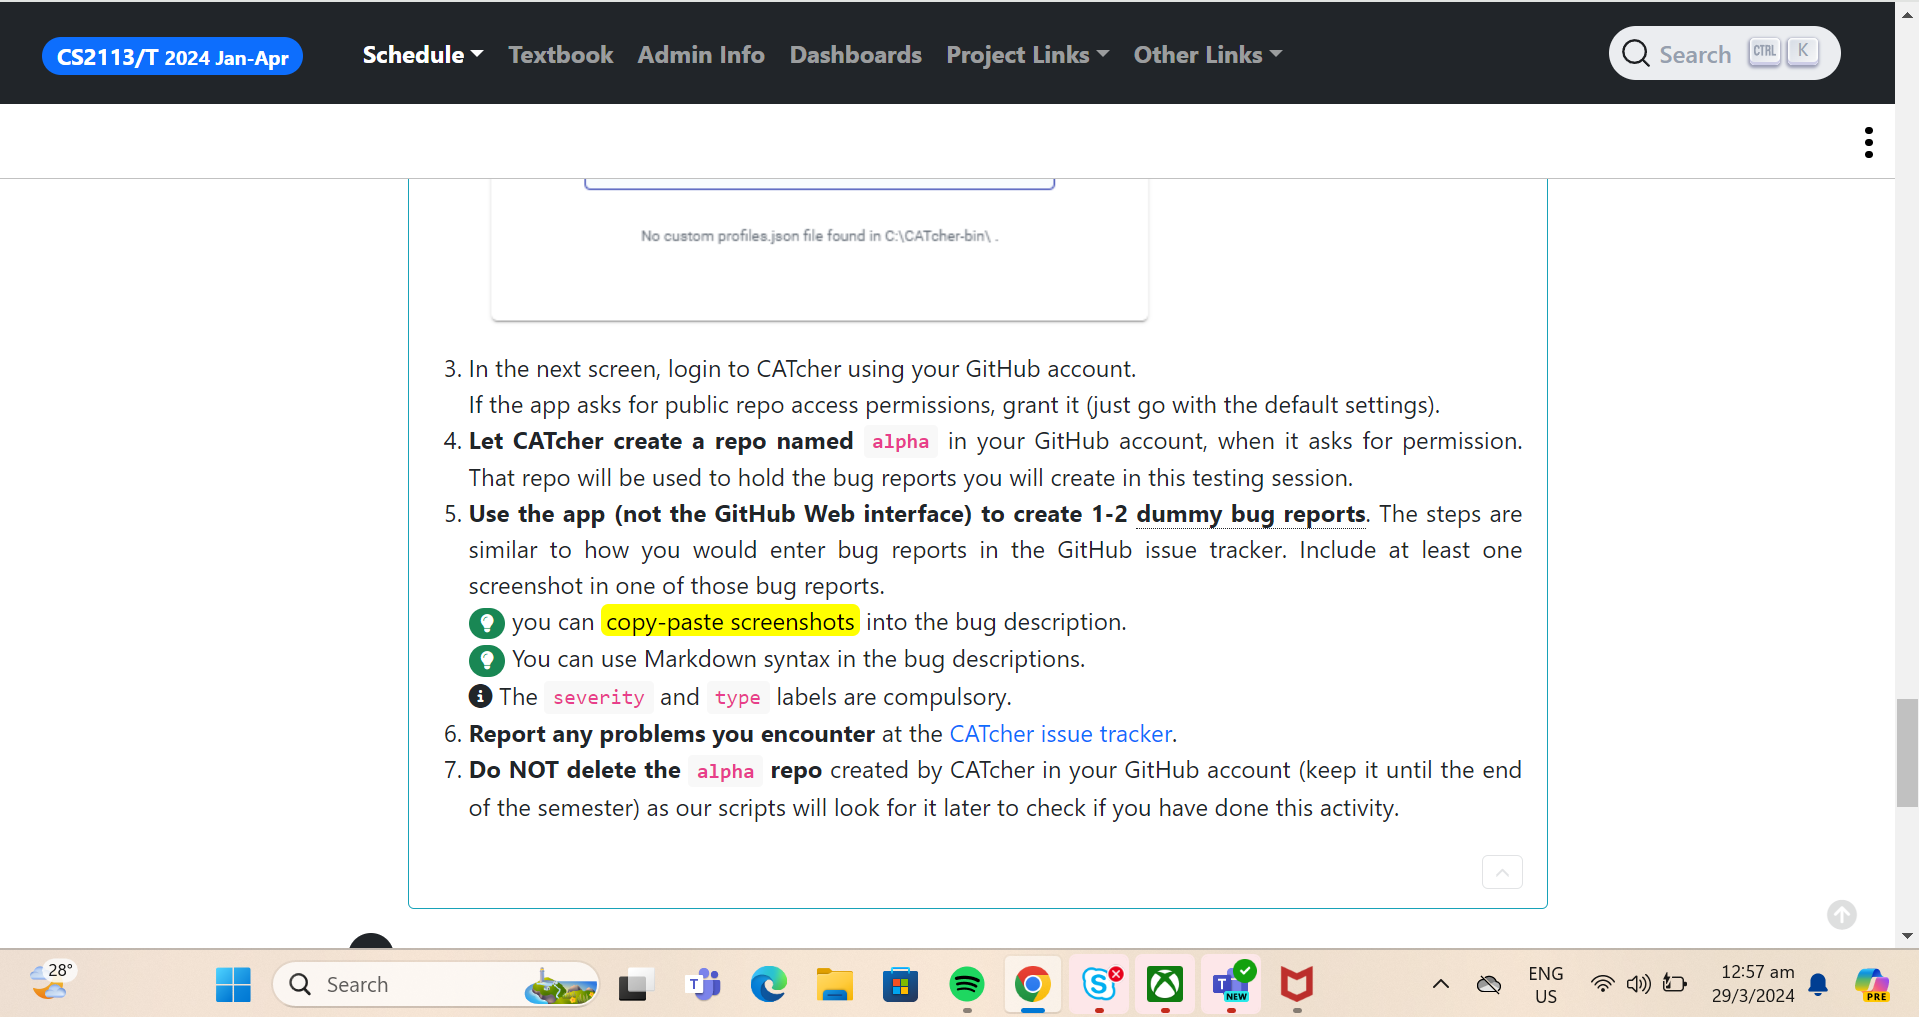 CS2113/T 2024 Jan-Apr
Schedule Textbook Admin Info Dashboards Project Links Other Links
Search CTRL K
No custom profiles.json file found in C:\CATcher-bin\ .
3. In the next screen, login to CATcher using your GitHub account.
If the app asks for public repo access permissions, grant it (just go with the default settings).
4. Let CATcher create a repo named alpha in your GitHub account, when it asks for permission.
That repo will be used to hold the bug reports you will create in this testing session.
5. Use the app (not the GitHub Web interface) to create 1-2 dummy bug reports. The steps are
similar to how you would enter bug reports in the GitHub issue tracker. Include at least one
screenshot in one of those bug reports.
you can copy-paste screenshots into the bug description.
You can use Markdown syntax in the bug descriptions.
The severity and type labels are compulsory.
6. Report any problems you encounter at the CATcher issue tracker.
7. Do NOT delete the alpha repo created by CATcher in your GitHub account (keep it until the end
of the semester) as our scripts will look for it later to check if you have done this activity.
28°
Search
T
S
T
NEW
ENG
US
12:57 am
29/3/2024
PRE